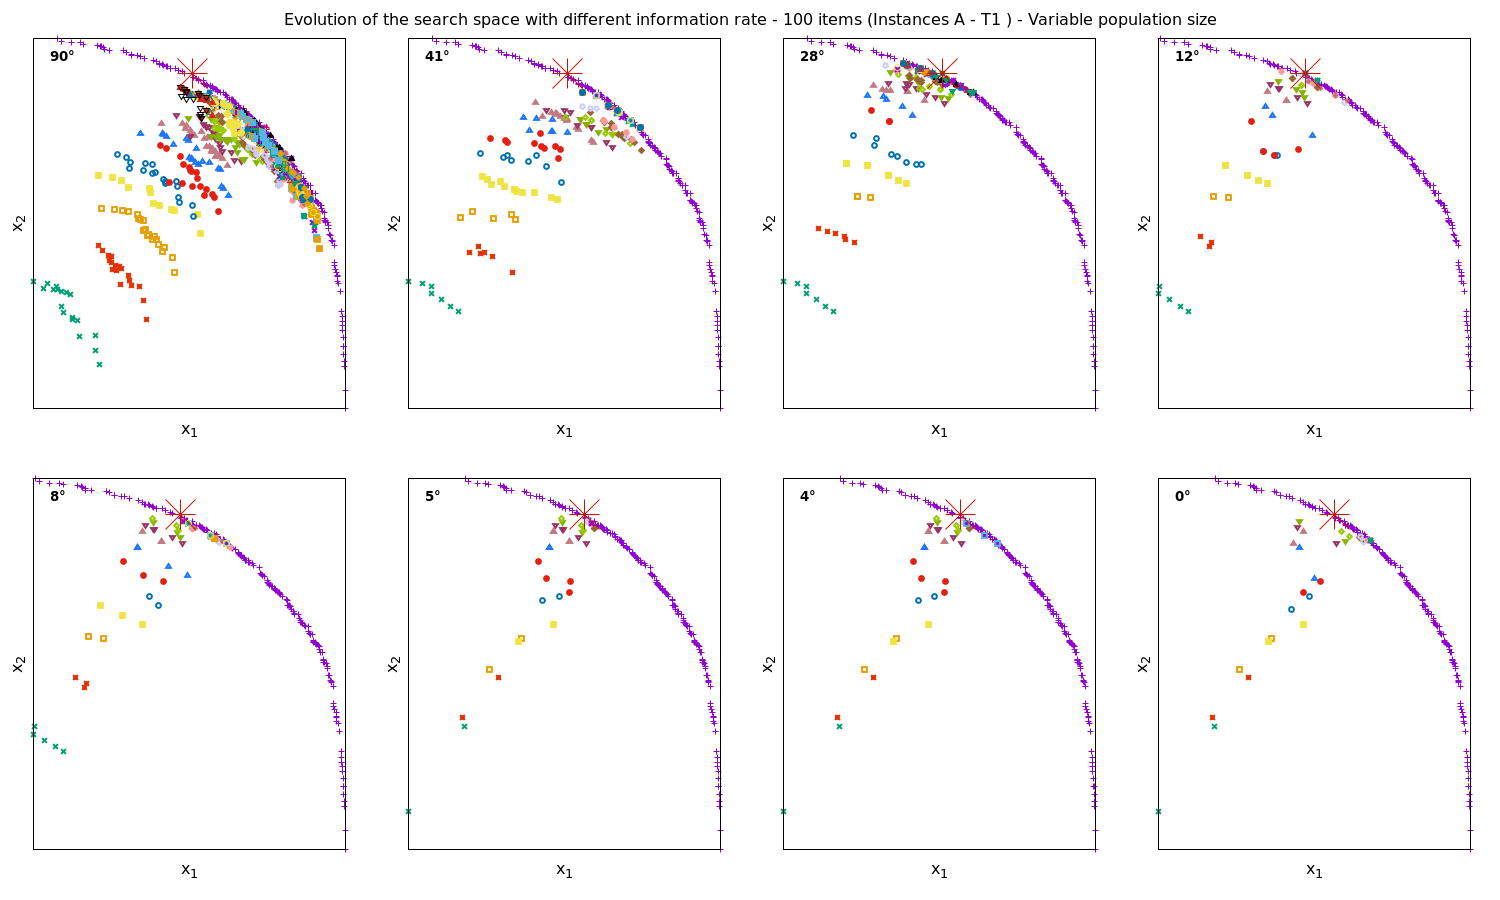 Evolution of the search space with different information rate - 100 items (Instances A - T1 ) - Variable population size
90°
41°
28°
12°
x2
x2
x2
x2
x1
x1
x1
x1
8°
5°
4°
0°
x2
x2
x2
x2
x1
x1
x1
x1